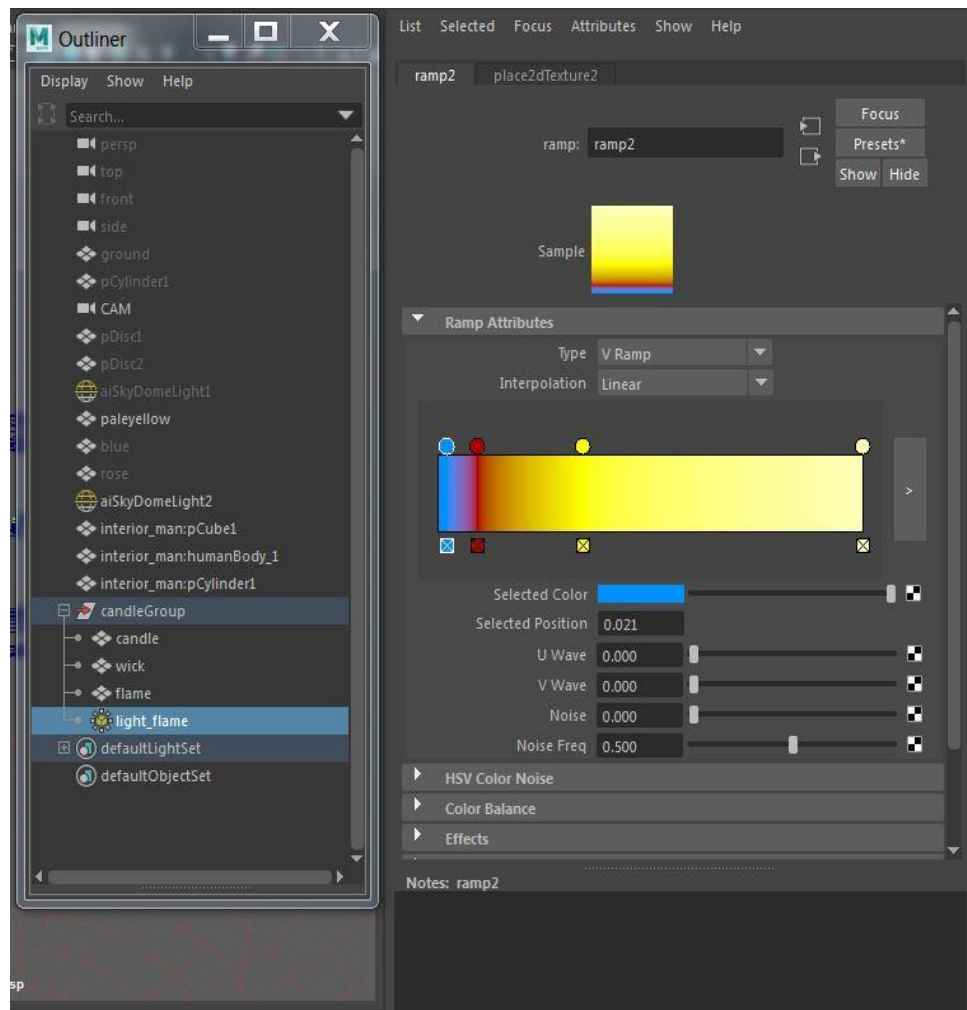 Outliner
Display Show Help
Search...
persp
top
front
side
ground
pCylinder1
CAM
pDisc1
pDisc2
aiSkyDomeLight1
paleyellow
blue
rose
aiSkyDomeLight2
interior_man:pCube1
interior_man:humanBody_1
interior_man:pCylinder1
candleGroup
candle
wick
flame
light_flame
defaultLightSet
defaultObjectSet
sp
List Selected Focus Attributes Show Help
ramp2 place2dTexture2
Focus
ramp: ramp2 Presets*
Show Hide
Sample
Ramp Attributes
Type V Ramp
Interpolation Linear
>
Selected Color
Selected Position 0.021
U Wave 0.000
V Wave 0.000
Noise 0.000
Noise Freq 0.500
HSV Color Noise
Color Balance
Effects
Notes: ramp2